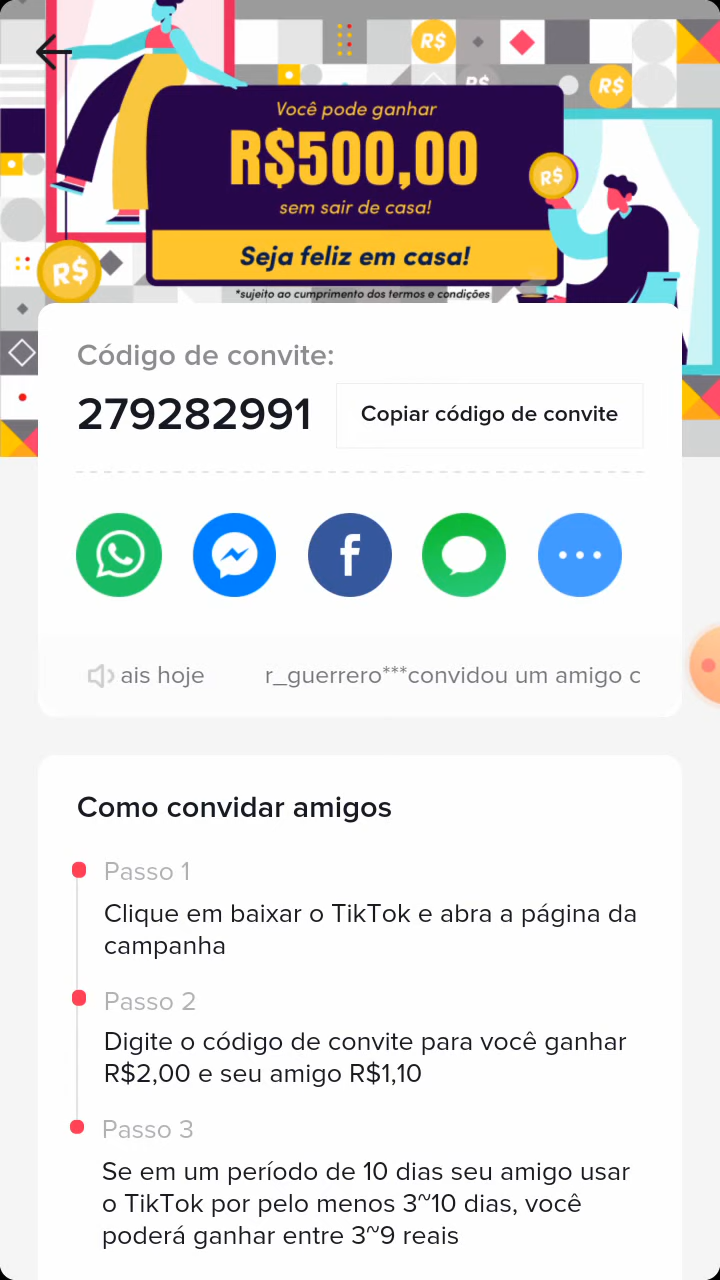 R$
R$
R$
Você pode ganhar
R$500,00
R$
sem sair de casa!
Seja feliz em casa!
R$
*sujeito ao cumprimento dos termos e condições
Código de convite:
279282991
Copiar código de convite
ais hoje
r_guerrero***convidou um amigo c
Como convidar amigos
Passo 1
Clique em baixar o TikTok e abra a página da
campanha
Passo 2
Digite o código de convite para você ganhar
R$2,00 e seu amigo R$1,10
Passo 3
Se em um período de 10 dias seu amigo usar
o TikTok por pelo menos 3~10 dias, você
poderá ganhar entre 3~9 reais